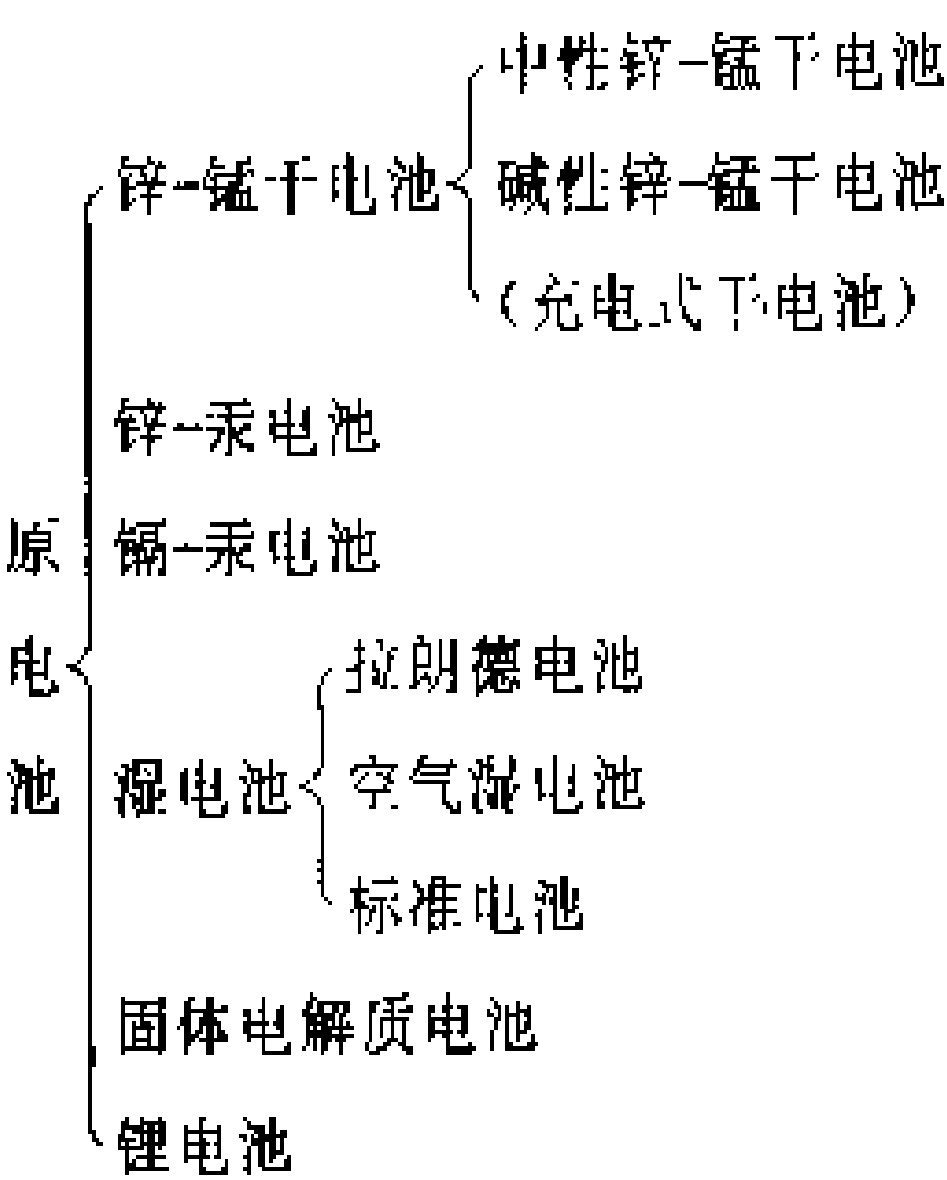 中性锌-锰干电池
锌-锰干电池
碱性锌-锰干电池
(充电式干电池)
锌-汞电池
镉-汞电池
原电池
拉朗德电池
湿电池
空气湿电池
标准电池
固体电解质电池
锂电池